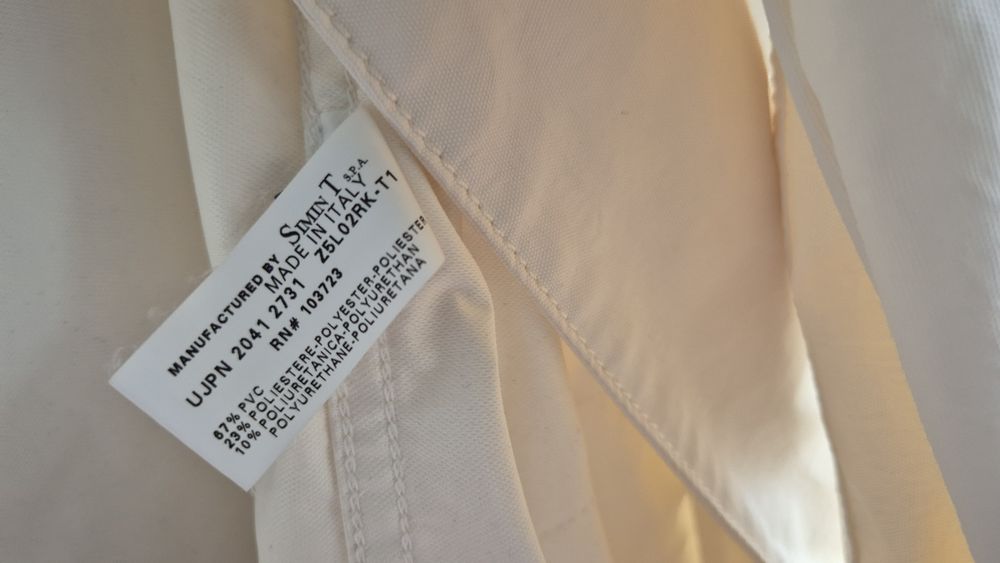 MANUFACTURED BY SIMINT S.P.A.
MADE IN ITALY
UJPN 2041 2731 Z5L02RK-T1
RN# 103723
67% PVC
23% POLIESTERE-POLYESTER-POLIESTER
10% POLIURETANICA-POLYURETHAN
POLYURETHANE-POLIURETANA